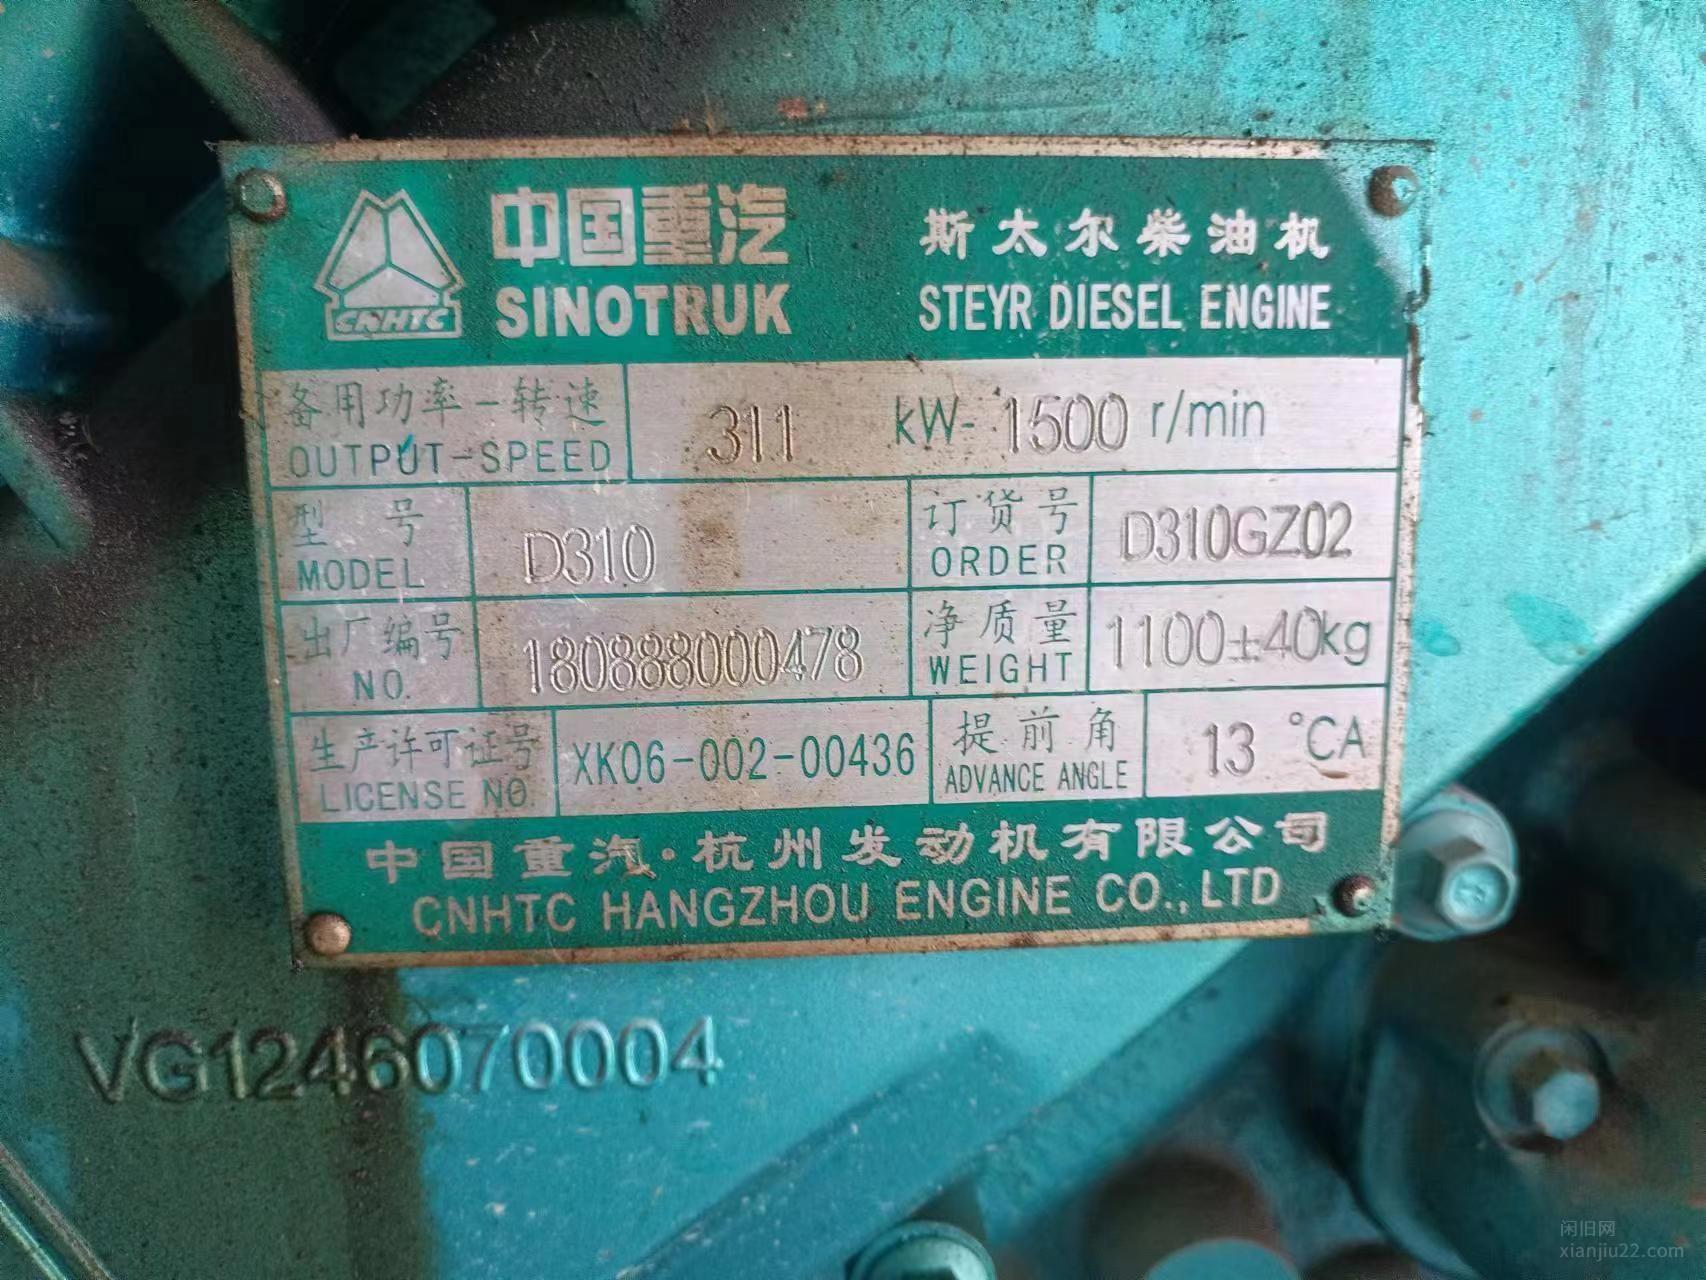 中国重汽 斯太尔柴油机
CNHTC SINOTRUK STEYR DIESEL ENGINE
备用功率-转速 311 kW- 1500 r/min
OUTPUT-SPEED
型 号 D310 订货号 D310GZ02
MODEL ORDER
出厂编号 180888000478 净质量 1100±40kg
NO. WEIGHT
生产许可证号 XK06-002-00436 提前角 13 °CA
LICENSE NO ADVANCE ANGLE
中国重汽·杭州发动机有限公司
CNHTC HANGZHOU ENGINE CO., LTD
VG1246070004
闲旧网
xianjiu22.com